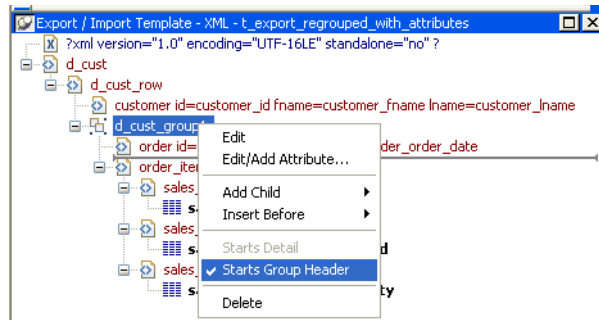 Export / Import Template - XML - t_export_regrouped_with_attributes
?xml version="1.0" encoding="UTF-16LE" standalone="no" ?
d_cust
d_cust_row
customer id=customer_id fname=customer_fname lname=customer_lname
d_cust_group1
order id= der_order_date
order_iter
sales_
s
sales_
s d
sales_
s ty
Edit
Edit/Add Attribute...
Add Child
Insert Before
Starts Detail
Starts Group Header
Delete